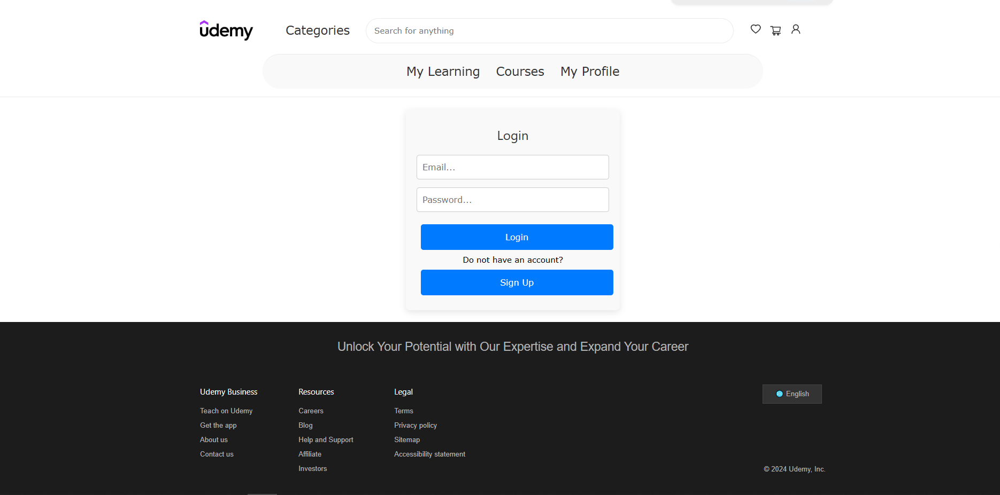 udemy
Categories
Search for anything
My Learning
Courses
My Profile
Login
Email...
Password...
Login
Do not have an account?
Sign Up
Unlock Your Potential with Our Expertise and Expand Your Career
Udemy Business
Teach on Udemy
Get the app
About us
Contact us
Resources
Careers
Blog
Help and Support
Affiliate
Investors
Legal
Terms
Privacy policy
Sitemap
Accessibility statement
English
© 2024 Udemy, Inc.